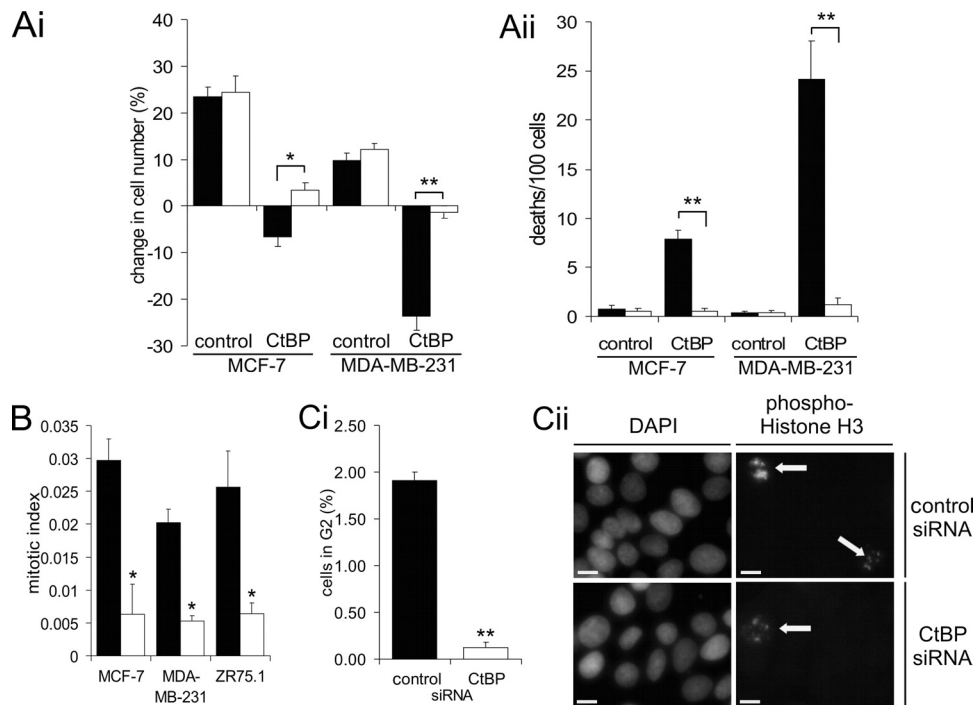 Ai
change in cell number (%)
40
30
20
10
0
-10
-20
-30
*
**
control
CtBP
control
CtBP
MCF-7
MDA-MB-231
Aii
deaths/100 cells
30
25
20
15
10
5
0
**
**
control
CtBP
control
CtBP
MCF-7
MDA-MB-231
B
mitotic index
0.035
0.03
0.025
0.02
0.015
0.01
0.005
0
*
*
*
MCF-7
MDA-
MB-231
ZR75.1
Ci
cells in G2 (%)
2.50
2.00
1.50
1.00
0.50
0.00
**
control
CtBP
siRNA
Cii
DAPI
phospho-
Histone H3
control
siRNA
CtBP
siRNA